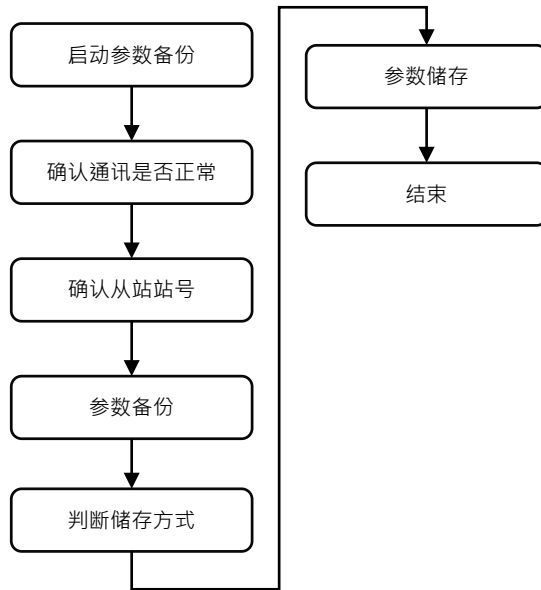 启动参数备份
确认通讯是否正常
确认从站站号
参数备份
判断储存方式
参数储存
结束